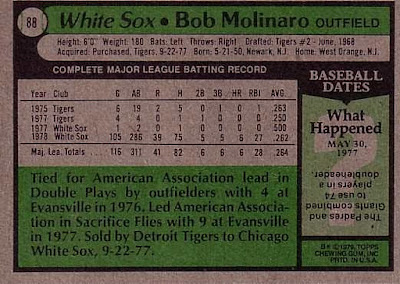 88 White Sox • Bob Molinaro OUTFIELD
Height: 6'0" Weight: 180 Bats: Left Throws: Right Drafted: Tigers #2 - June, 1968
Acquired: Purchased, Tigers, 9-22-77 Born: 5-21-50, Newark, N.J. Home: West Orange, N.J.
COMPLETE MAJOR LEAGUE BATTING RECORD
Year Club G AB R H 2B 3B HR RBI AVG.
1975 Tigers 6 19 2 5 0 1 0 1 .263
1977 Tigers 4 4 0 1 1 0 0 0 .250
1977 White Sox 1 2 0 1 0 0 0 0 .500
1978 White Sox 105 286 39 75 5 5 6 27 .262
Maj. Lea. Totals 116 311 41 82 6 6 6 28 .264
Tied for American Association lead in
Double Plays by outfielders with 4 at
Evansville in 1976. Led American Associa-
tion in Sacrifice Flies with 9 at Evansville
in 1977. Sold by Detroit Tigers to Chicago
White Sox, 9-22-77.
BASEBALL
DATES
What
Happened
MAY 30,
1977
The Padres and
Giants combined
to use 74
players in a
doubleheader.
® © 1979, TOPPS
CHEWING GUM, INC
PRTD. IN U.S.A.